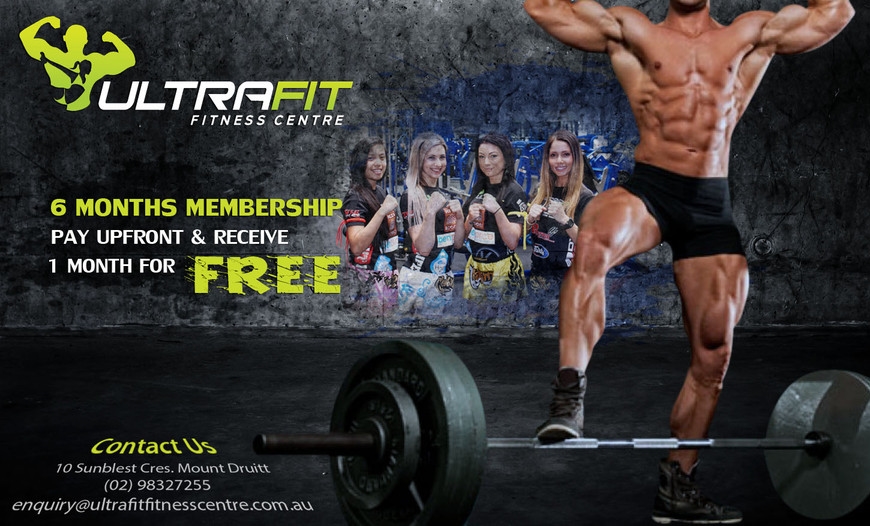 ULTRAFIT
FITNESS CENTRE
6 MONTHS MEMBERSHIP
PAY UPFRONT & RECEIVE
1 MONTH FOR FREE
STANDARD
Contact Us
10 Sunblest Cres. Mount Druitt
(02) 98327255
enquiry@ultrafitfitnesscentre.com.au